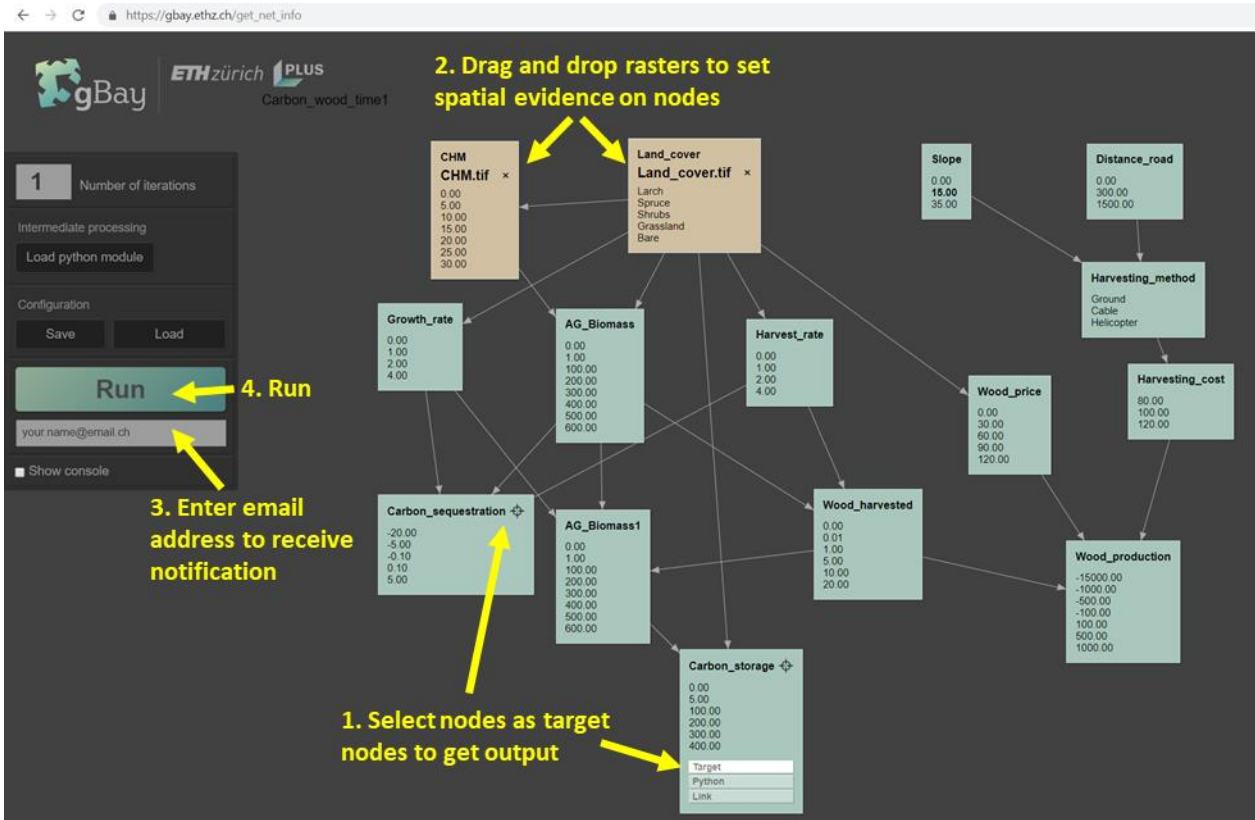 https://gbay.ethz.ch/get_net_info
gBay
ETHzürich PLUS
Carbon_wood_time1
2. Drag and drop rasters to set
spatial evidence on nodes
1 Number of iterations
Intermediate processing
Load python module
Configuration
Save Load
Run
4. Run
your.name@email.ch
Show console
3. Enter email
address to receive
notification
CHM
CHM.tif ×
0.00
5.00
10.00
15.00
20.00
25.00
30.00
Land_cover
Land_cover.tif ×
Larch
Spruce
Shrubs
Grassland
Bare
Slope
0.00
15.00
35.00
Distance_road
0.00
300.00
1500.00
Harvesting_method
Ground
Cable
Helicopter
Growth_rate
0.00
1.00
2.00
4.00
AG_Biomass
0.00
1.00
100.00
200.00
300.00
400.00
500.00
600.00
Harvest_rate
0.00
1.00
2.00
4.00
Wood_price
0.00
30.00
60.00
90.00
120.00
Harvesting_cost
80.00
100.00
120.00
Carbon_sequestration
-20.00
-5.00
-0.10
0.10
5.00
AG_Biomass1
0.00
1.00
100.00
200.00
300.00
400.00
500.00
600.00
Wood_harvested
0.00
0.01
1.00
5.00
10.00
20.00
Wood_production
-15000.00
-1000.00
-500.00
-100.00
100.00
500.00
1000.00
1. Select nodes as target
nodes to get output
Carbon_storage
0.00
5.00
100.00
200.00
300.00
400.00
Target
Python
Link